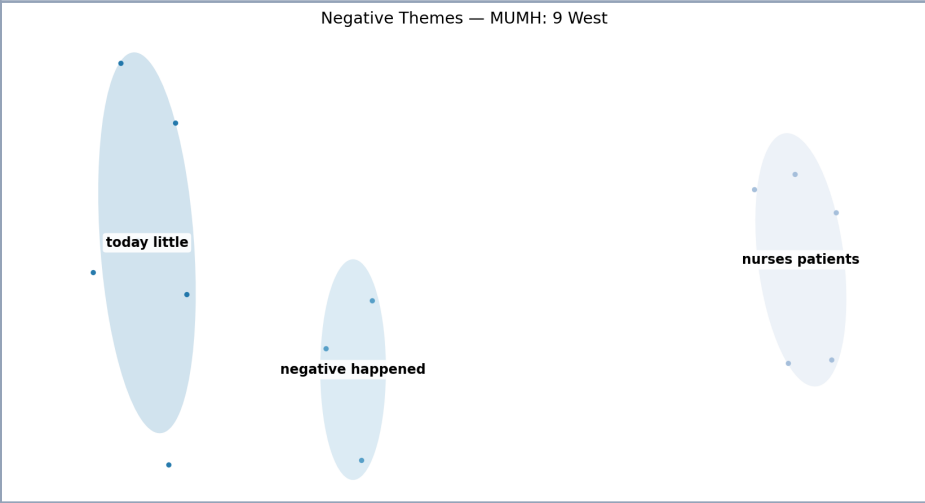 Negative Themes — MUMH: 9 West
today little
nurses patients
negative happened